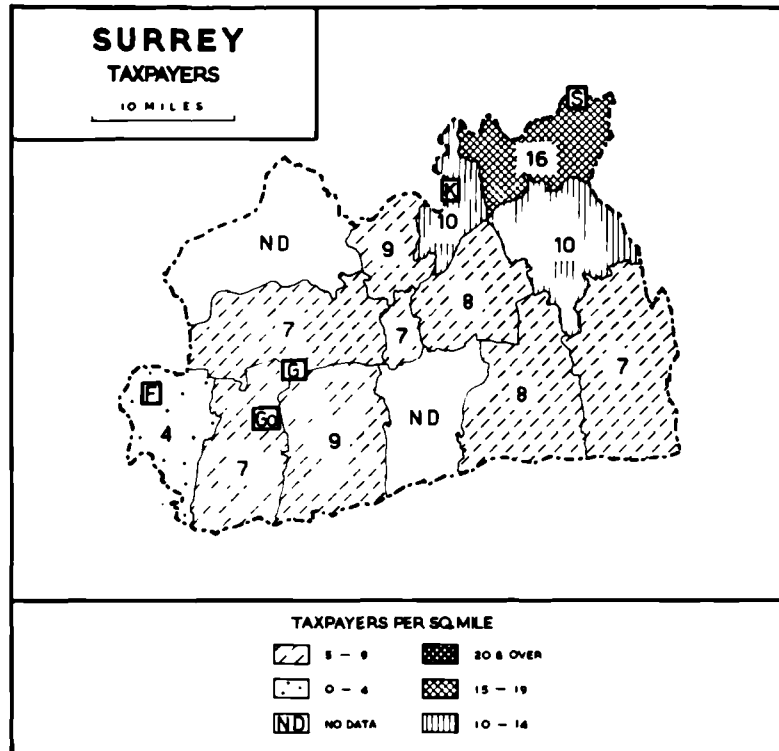 SURREY
TAXPAYERS
10 MILES
S
16
K
10
10
ND
9
8
7
7
7
G
F
8
Go
ND
4
9
7
TAXPAYERS PER SQ.MILE
5 – 9
20 & OVER
0 – 4
15 – 19
ND
NO DATA
10 – 14